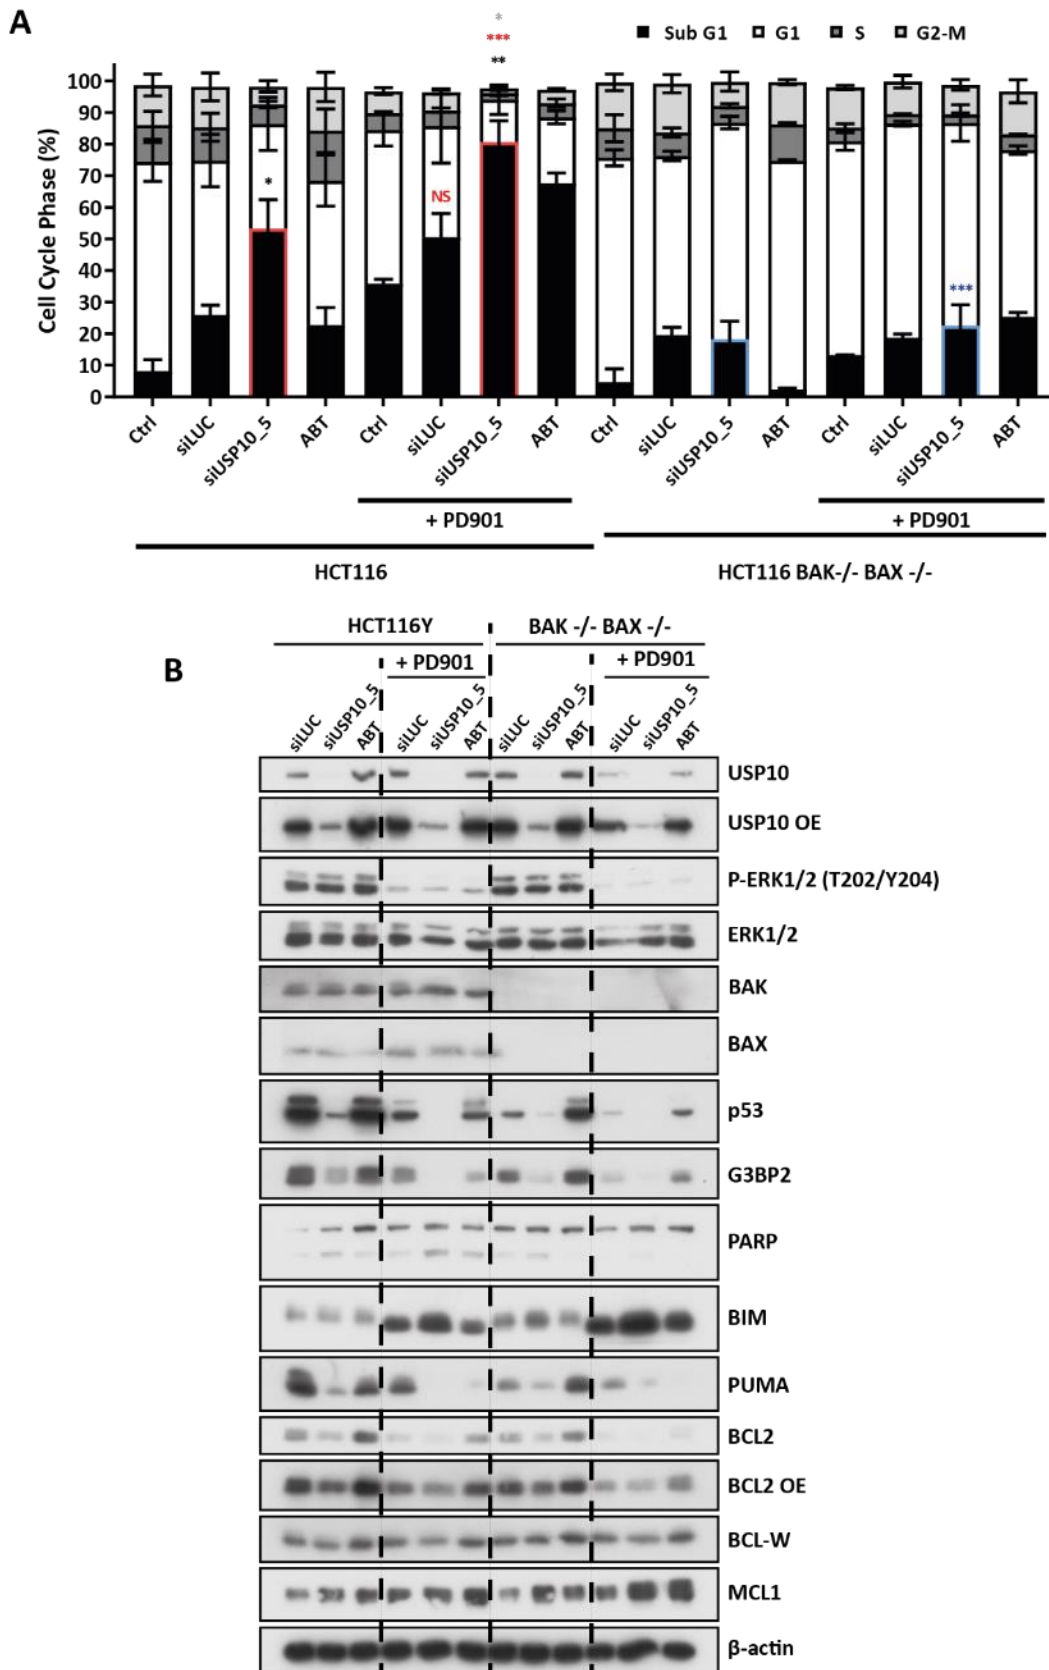 A
*
***
**
Sub G1 G1 S G2-M
Cell Cycle Phase (%)
100
90
80
70
60
50
40
30
20
10
0
*
NS
***
Ctrl siLUC siUSP10_5 ABT Ctrl siLUC siUSP10_5 ABT Ctrl siLUC siUSP10_5 ABT Ctrl siLUC siUSP10_5 ABT
+ PD901 + PD901
HCT116 HCT116 BAK-/- BAX -/-
B
HCT116Y BAK -/- BAX -/-
+ PD901 + PD901
siLUC siUSP10_5 ABT siLUC siUSP10_5 ABT siLUC siUSP10_5 ABT siLUC siUSP10_5 ABT
USP10
USP10 OE
P-ERK1/2 (T202/Y204)
ERK1/2
BAK
BAX
p53
G3BP2
PARP
BIM
PUMA
BCL2
BCL2 OE
BCL-W
MCL1
β-actin